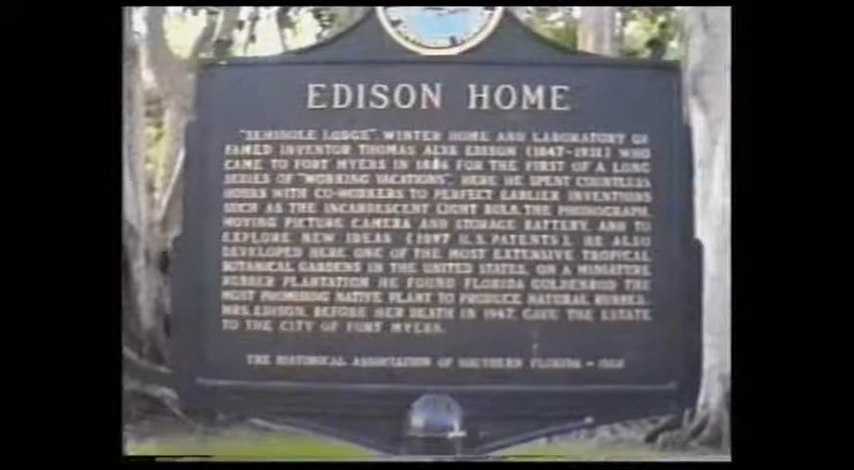 EDISON HOME
"SEMINOLE LODGE", WINTER HOME AND LABORATORY OF
FAMED INVENTOR THOMAS ALVA EDISON (1847-1931) WHO
CAME TO FORT MYERS IN 1886 FOR THE FIRST OF A LONG
SERIES OF "WORKING VACATIONS". HERE HE SPENT COUNTLESS
HOURS WITH CO-WORKERS TO PERFECT EARLIER INVENTIONS
SUCH AS THE INCANDESCENT LIGHT BULB, THE PHONOGRAPH,
MOVING PICTURE CAMERA AND STORAGE BATTERY, AND TO
EXPLORE NEW IDEAS (1097 U.S. PATENTS). HE ALSO
DEVELOPED HERE ONE OF THE MOST EXTENSIVE TROPICAL
BOTANICAL GARDENS IN THE UNITED STATES. ON A MINIATURE
RUBBER PLANTATION HE FOUND FLORIDA GOLDENROD THE
MOST PROMISING NATIVE PLANT TO PRODUCE NATURAL RUBBER.
MRS. EDISON, BEFORE HER DEATH IN 1947, GAVE THE ESTATE
TO THE CITY OF FORT MYERS.
THE HISTORICAL ASSOCIATION OF SOUTHERN FLORIDA -